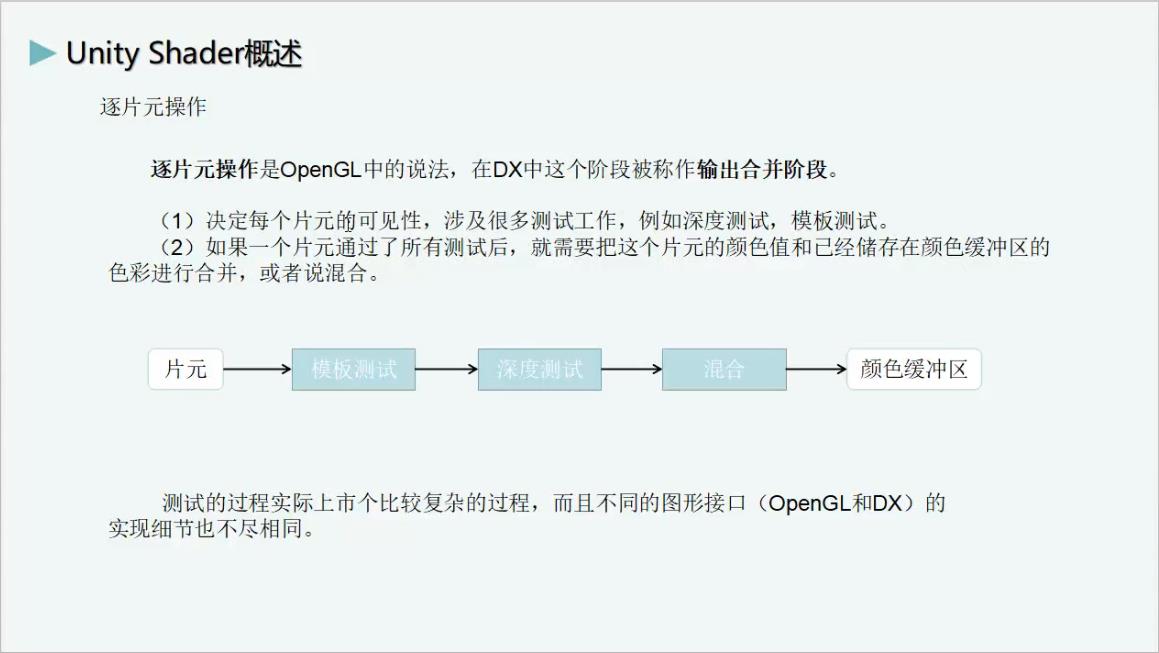 Unity Shader概述
逐片元操作
逐片元操作是OpenGL中的说法，在DX中这个阶段被称作输出合并阶段。
（1）决定每个片元的可见性，涉及很多测试工作，例如深度测试，模板测试。
（2）如果一个片元通过了所有测试后，就需要把这个片元的颜色值和已经储存在颜色缓冲区的
色彩进行合并，或者说混合。
片元
模板测试
深度测试
混合
颜色缓冲区
测试的过程实际上市个比较复杂的过程，而且不同的图形接口（OpenGL和DX）的
实现细节也不尽相同。